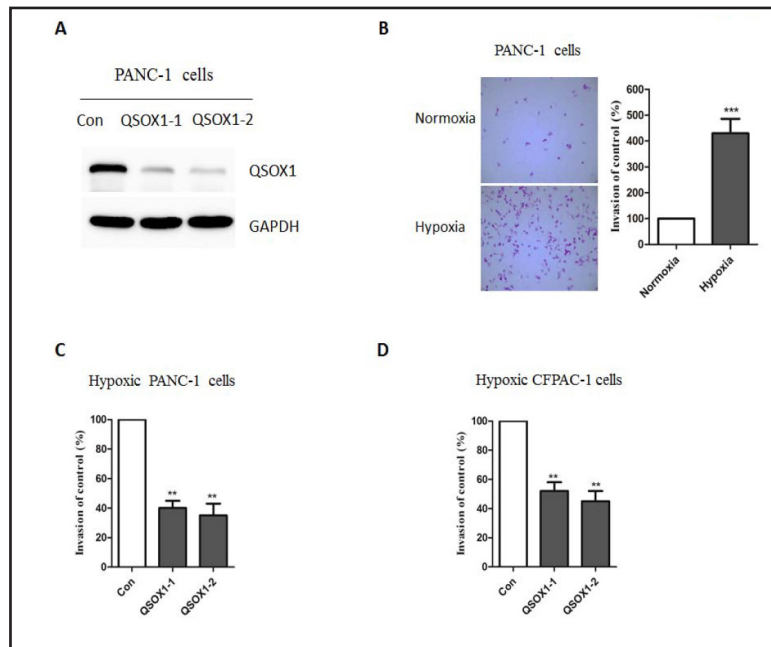 A
PANC-1 cells
Con QSOX1-1 QSOX1-2
QSOX1
GAPDH
B
PANC-1 cells
Normoxia
Hypoxia
Invasion of control (%)
600
500
400
300
200
100
0
***
Normoxia
Hypoxia
C
Hypoxic PANC-1 cells
Invasion of control (%)
100
80
60
40
20
0
**
**
Con
QSOX1-1
QSOX1-2
D
Hypoxic CFPAC-1 cells
Invasion of control (%)
100
80
60
40
20
0
**
**
Con
QSOX1-1
QSOX1-2